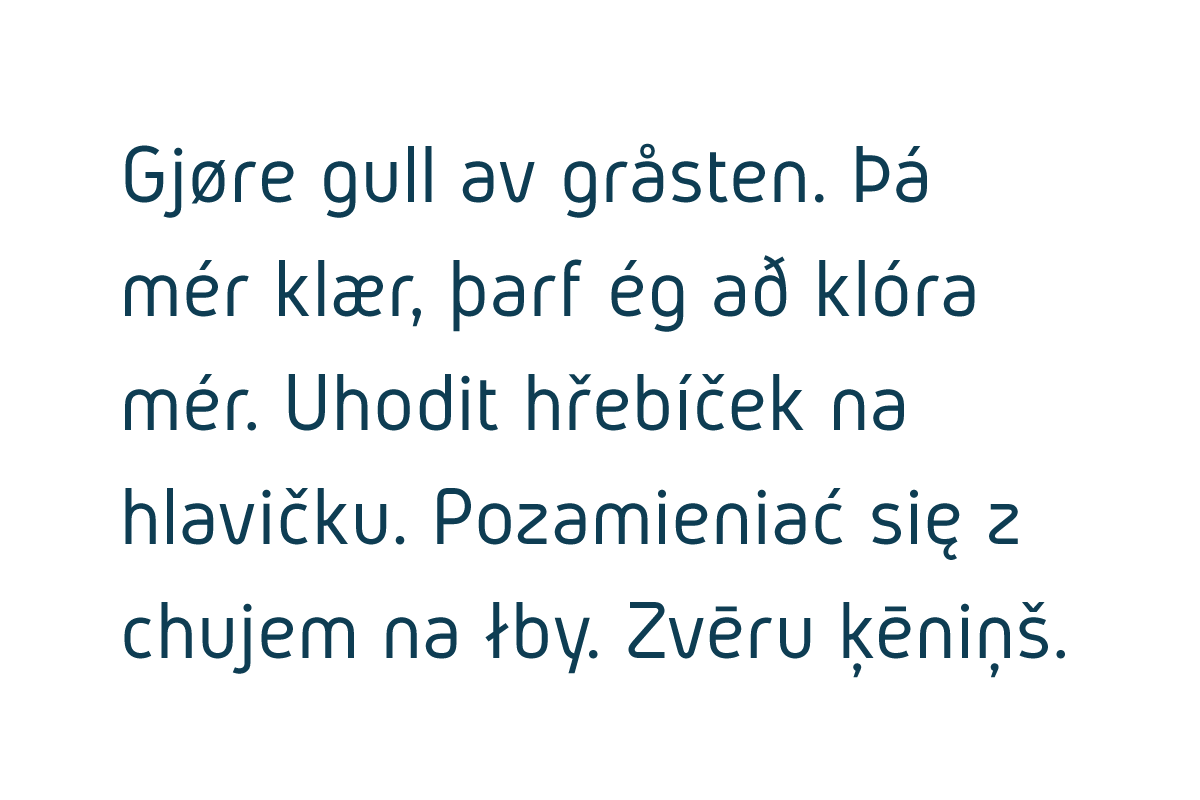 Gjøre gull av gråsten. Þá
mér klær, þarf ég að klóra
mér. Uhodit hřebíček na
hlavičku. Pozamieniać się z
chujem na łby. Zvēru ķēniņš.